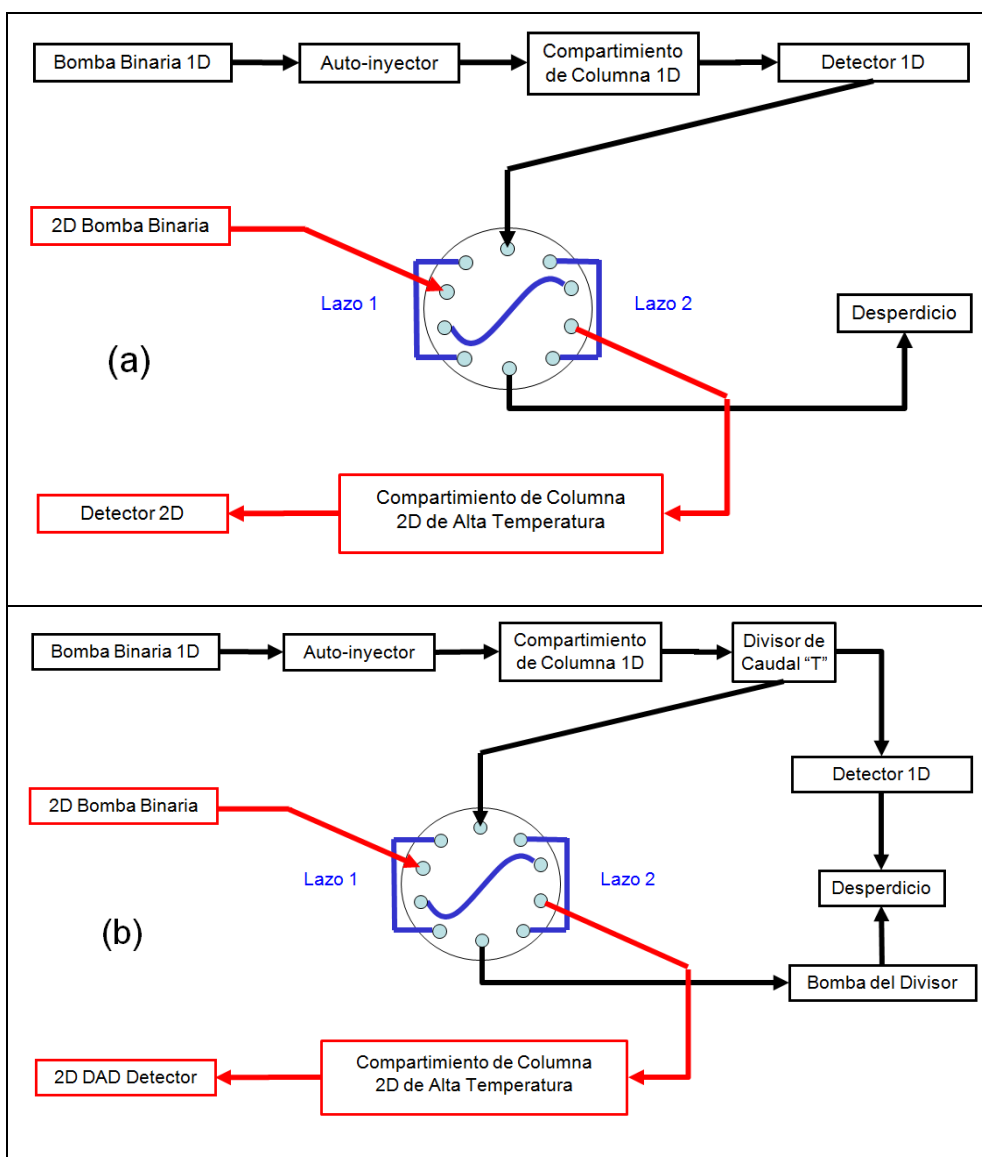 Bomba Binaria 1D
Auto-inyector
Compartimiento
de Columna 1D
Detector 1D
2D Bomba Binaria
Lazo 1
Lazo 2
Desperdicio
(a)
Detector 2D
Compartimiento de Columna
2D de Alta Temperatura
Bomba Binaria 1D
Auto-inyector
Compartimiento
de Columna 1D
Divisor de
Caudal “T”
Detector 1D
2D Bomba Binaria
Lazo 1
Lazo 2
Desperdicio
(b)
Bomba del Divisor
2D DAD Detector
Compartimiento de Columna
2D de Alta Temperatura